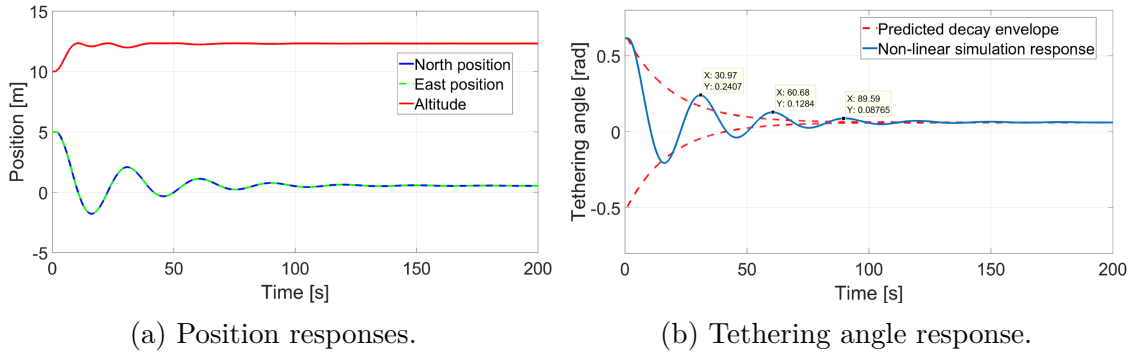 15
10
5
0
-5
Position [m]
North position
East position
Altitude
0
50
100
150
200
Time [s]
(a) Position responses.
0.5
0
-0.5
Tethering angle [rad]
Predicted decay envelope
Non-linear simulation response
X: 30.97
Y: 0.2407
X: 60.68
Y: 0.1284
X: 89.59
Y: 0.08765
0
50
100
150
200
Time [s]
(b) Tethering angle response.